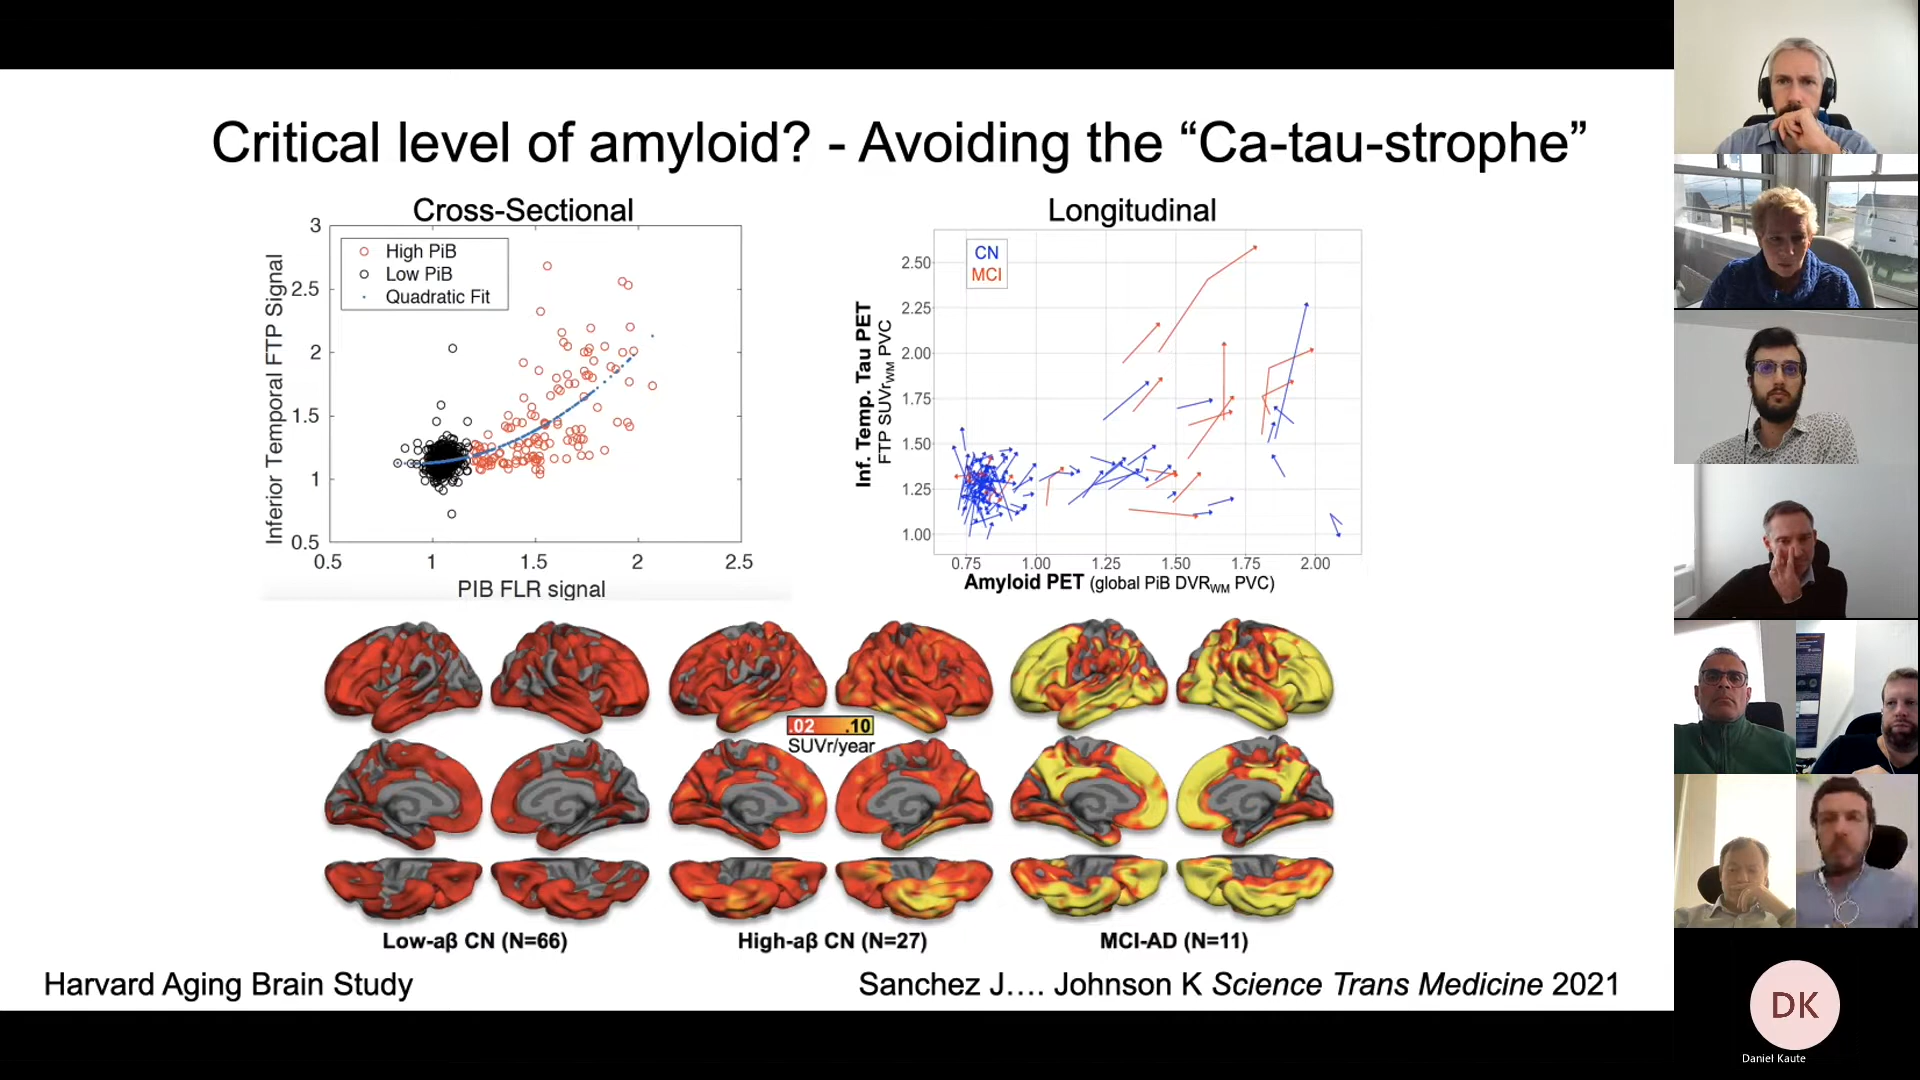 Critical level of amyloid? - Avoiding the “Ca-tau-strophe”
Cross-Sectional
3
2.5
2
1.5
1
0.5
Inferior Temporal FTP Signal
High PiB
Low PiB
Quadratic Fit
0.5 1 1.5 2 2.5
PIB FLR signal
Longitudinal
CN
MCI
2.50
2.25
2.00
1.75
1.50
1.25
1.00
Inf. Temp. Tau PET
FTP SUVrWM PVC
0.75 1.00 1.25 1.50 1.75 2.00
Amyloid PET (global PiB DVRWM PVC)
.02 .10
SUVr/year
Low-aβ CN (N=66)
High-aβ CN (N=27)
MCI-AD (N=11)
Harvard Aging Brain Study
Sanchez J…. Johnson K Science Trans Medicine 2021
DK
Daniel Kaute